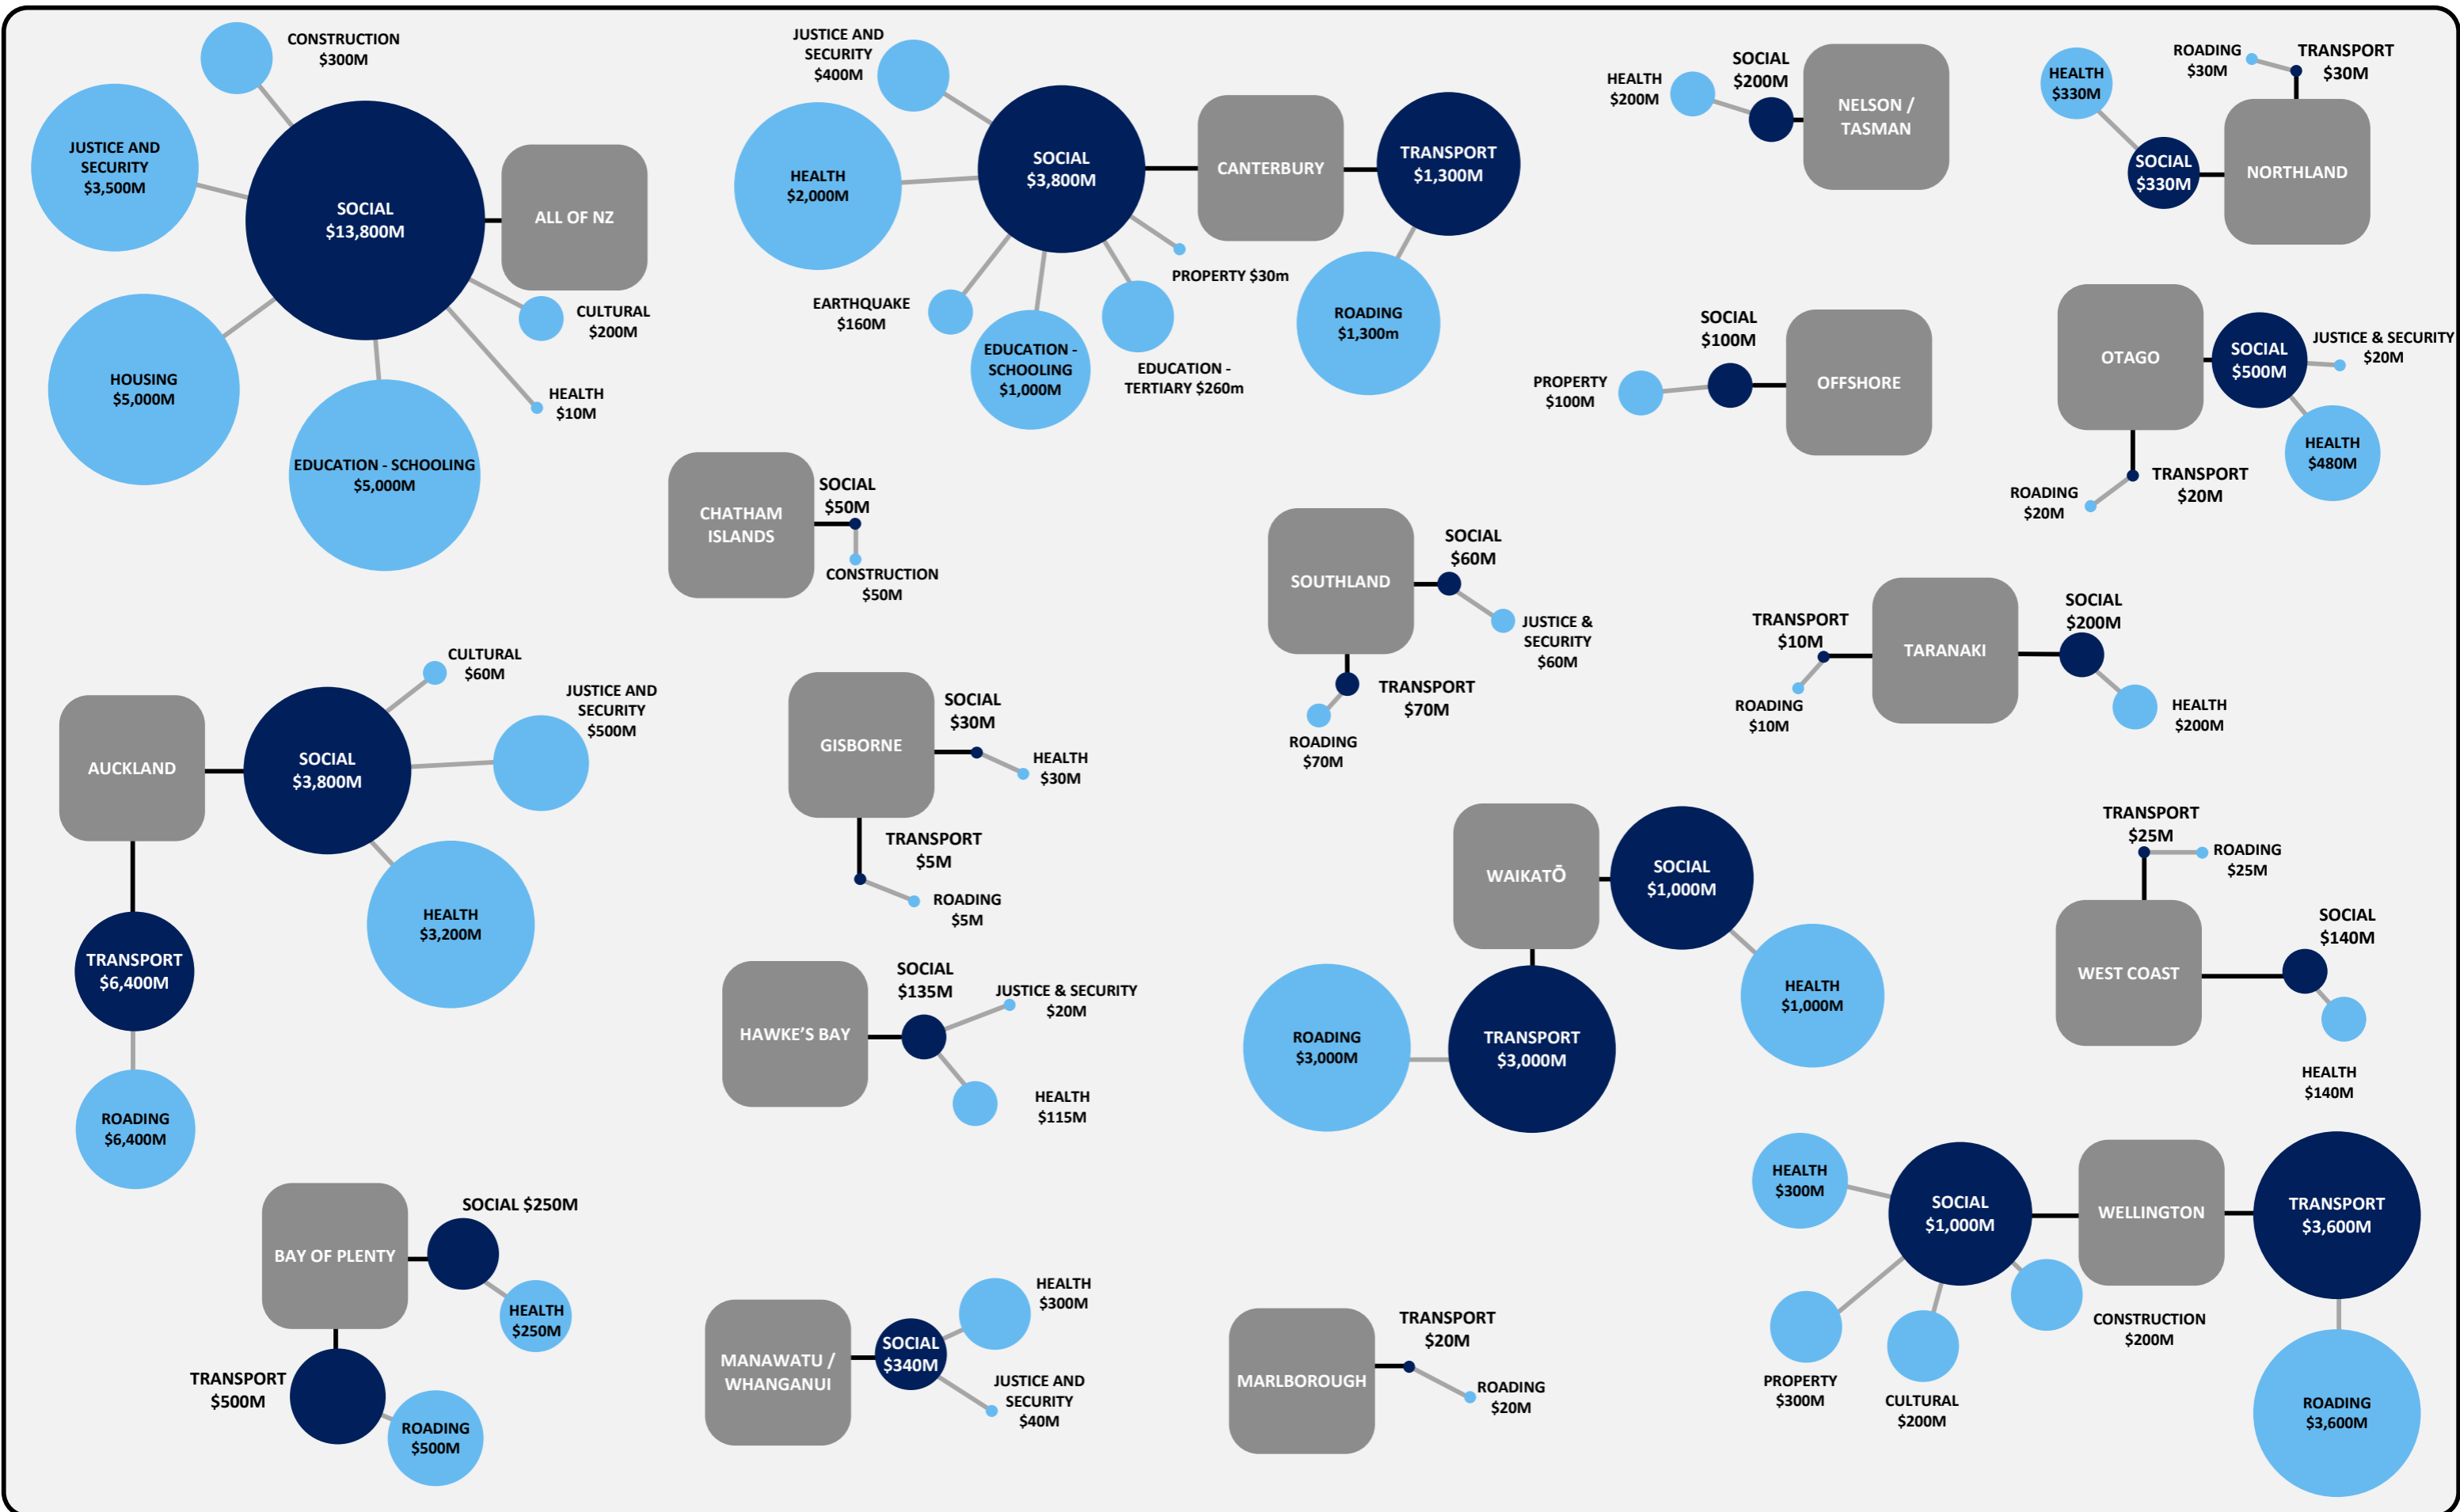 CONSTRUCTION
$300M
JUSTICE AND
SECURITY
$3,500M
SOCIAL
$13,800M
ALL OF NZ
CULTURAL
$200M
HOUSING
$5,000M
HEALTH
$10M
EDUCATION - SCHOOLING
$5,000M
JUSTICE AND
SECURITY
$400M
HEALTH
$2,000M
SOCIAL
$3,800M
CANTERBURY
TRANSPORT
$1,300M
PROPERTY $30m
EARTHQUAKE
$160M
EDUCATION -
SCHOOLING
$1,000M
EDUCATION -
TERTIARY $260m
ROADING
$1,300m
HEALTH
$200M
SOCIAL
$200M
NELSON /
TASMAN
HEALTH
$330M
ROADING
$30M
TRANSPORT
$30M
SOCIAL
$330M
NORTHLAND
SOCIAL
$100M
PROPERTY
$100M
OFFSHORE
OTAGO
SOCIAL
$500M
JUSTICE & SECURITY
$20M
HEALTH
$480M
TRANSPORT
$20M
ROADING
$20M
CHATHAM
ISLANDS
SOCIAL
$50M
CONSTRUCTION
$50M
SOUTHLAND
SOCIAL
$60M
JUSTICE &
SECURITY
$60M
TRANSPORT
$70M
ROADING
$70M
TRANSPORT
$10M
ROADING
$10M
TARANAKI
SOCIAL
$200M
HEALTH
$200M
AUCKLAND
SOCIAL
$3,800M
CULTURAL
$60M
JUSTICE AND
SECURITY
$500M
HEALTH
$3,200M
TRANSPORT
$6,400M
ROADING
$6,400M
GISBORNE
SOCIAL
$30M
HEALTH
$30M
TRANSPORT
$5M
ROADING
$5M
WAIKATŌ
SOCIAL
$1,000M
HEALTH
$1,000M
ROADING
$3,000M
TRANSPORT
$3,000M
TRANSPORT
$25M
ROADING
$25M
WEST COAST
SOCIAL
$140M
HEALTH
$140M
HAWKE’S BAY
SOCIAL
$135M
JUSTICE & SECURITY
$20M
HEALTH
$115M
BAY OF PLENTY
SOCIAL $250M
HEALTH
$250M
TRANSPORT
$500M
ROADING
$500M
MANAWATU /
WHANGANUI
SOCIAL
$340M
HEALTH
$300M
JUSTICE AND
SECURITY
$40M
MARLBOROUGH
TRANSPORT
$20M
ROADING
$20M
HEALTH
$300M
SOCIAL
$1,000M
WELLINGTON
TRANSPORT
$3,600M
PROPERTY
$300M
CULTURAL
$200M
CONSTRUCTION
$200M
ROADING
$3,600M